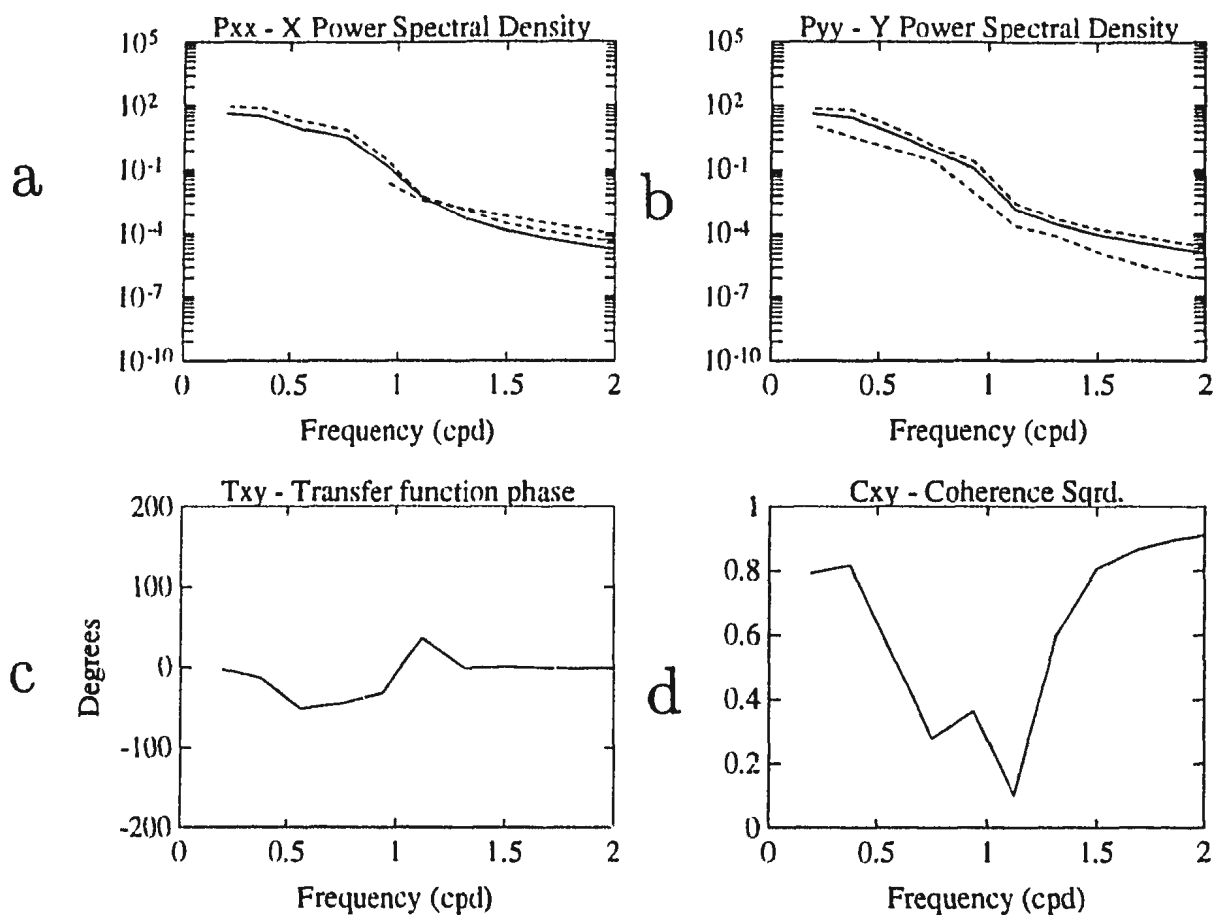 Pxx - X Power Spectral Density
10^5
10^2
10^-1
10^-4
10^-7
10^-10
0 0.5 1 1.5 2
Frequency (cpd)
a
Pyy - Y Power Spectral Density
10^5
10^2
10^-1
10^-4
10^-7
10^-10
0 0.5 1 1.5 2
Frequency (cpd)
b
Txy - Transfer function phase
200
100
0
-100
-200
Degrees
0 0.5 1 1.5 2
Frequency (cpd)
c
Cxy - Coherence Sqrd.
1
0.8
0.6
0.4
0.2
0
0 0.5 1 1.5 2
Frequency (cpd)
d